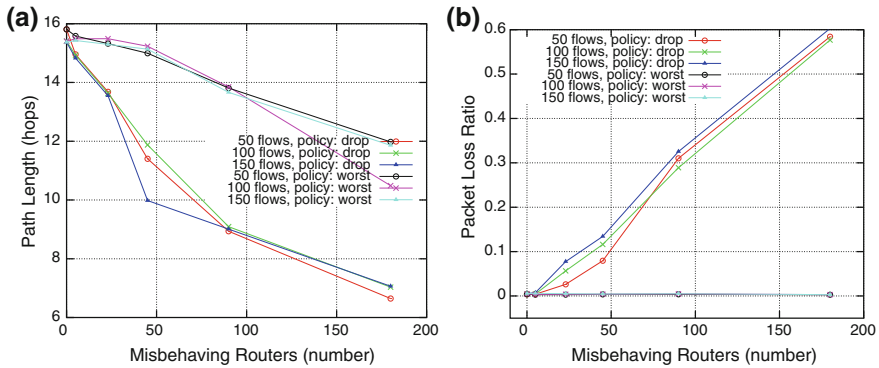 (a)
16
14
12
10
8
6
Path Length (hops)
0
50
100
150
200
Misbehaving Routers (number)
50 flows, policy: drop
100 flows, policy: drop
150 flows, policy: drop
50 flows, policy: worst
100 flows, policy: worst
150 flows, policy: worst
(b)
0.6
0.5
0.4
0.3
0.2
0.1
0
Packet Loss Ratio
0
50
100
150
200
Misbehaving Routers (number)
50 flows, policy: drop
100 flows, policy: drop
150 flows, policy: drop
50 flows, policy: worst
100 flows, policy: worst
150 flows, policy: worst